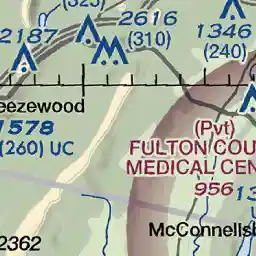 2616
(310)
1346
(240)
2187
eezewood
1578
(260) UC
(Pvt)
FULTON COU
MEDICAL CEN
956
McConnellsb
2362